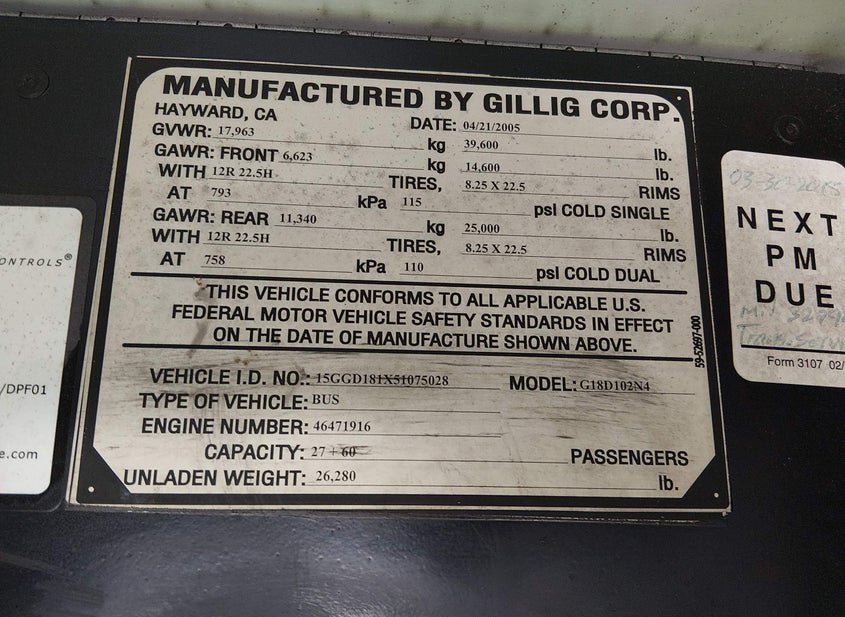 MANUFACTURED BY GILLIG CORP.
HAYWARD, CA DATE: 04/21/2005
GVWR: 17,963 kg 39,600 lb.
GAWR: FRONT 6,623 kg 14,600 lb.
WITH 12R 22.5H TIRES, 8.25 X 22.5 RIMS
AT 793 kPa 115 psI COLD SINGLE
GAWR: REAR 11,340 kg 25,000 lb.
WITH 12R 22.5H TIRES, 8.25 X 22.5 RIMS
AT 758 kPa 110 psI COLD DUAL
THIS VEHICLE CONFORMS TO ALL APPLICABLE U.S.
FEDERAL MOTOR VEHICLE SAFETY STANDARDS IN EFFECT
ON THE DATE OF MANUFACTURE SHOWN ABOVE.
59-52697-000
VEHICLE I.D. NO.: 15GGD181X51075028 MODEL: G18D102N4
TYPE OF VEHICLE: BUS
ENGINE NUMBER: 46471916
CAPACITY: 27 + 60 PASSENGERS
UNLADEN WEIGHT: 26,280 lb.
ONTROLS®
/DPF01
e.com
NEXT
PM
DUE
Form 3107 02/